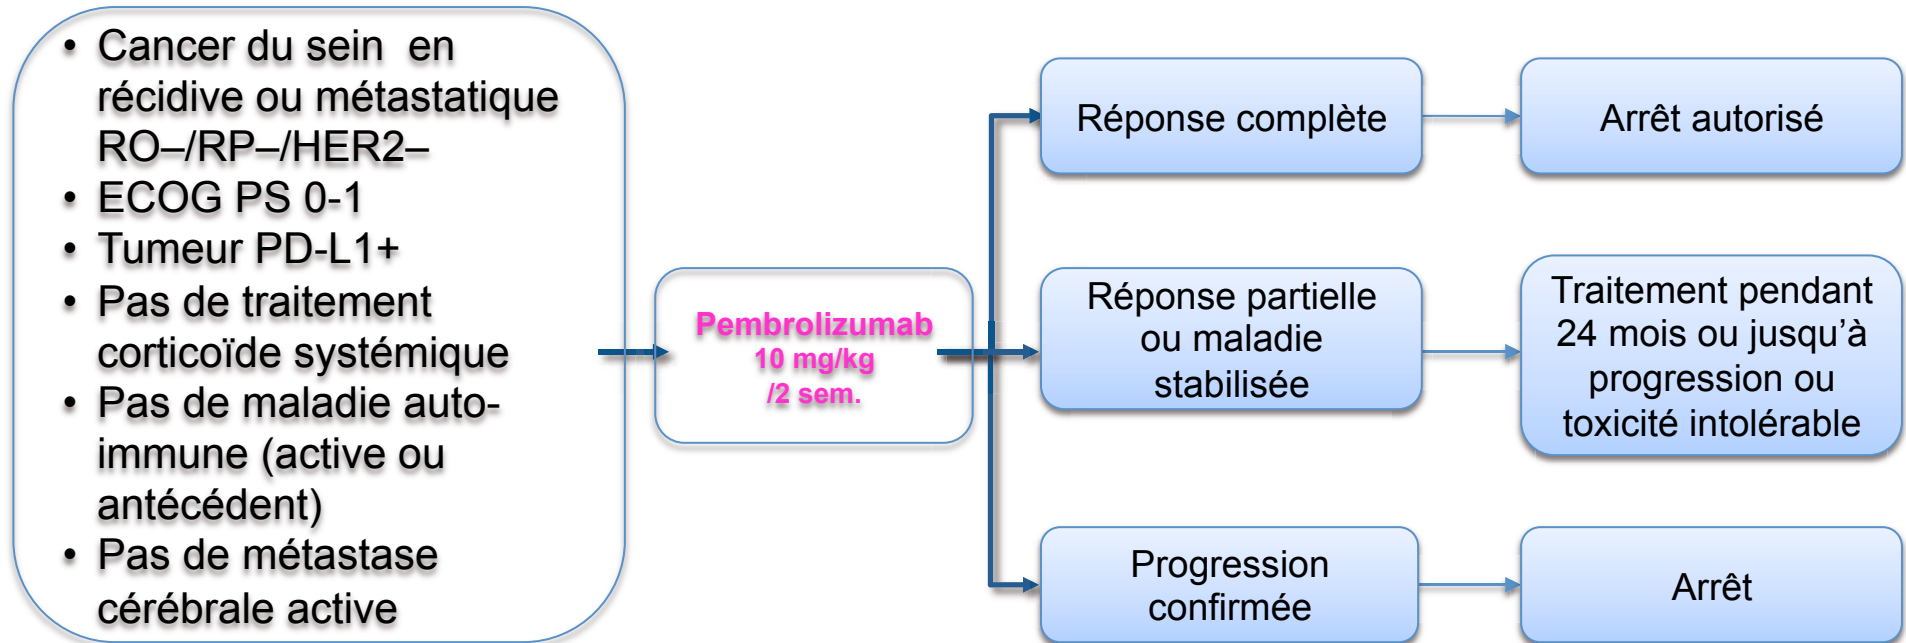 • Cancer du sein en
récidive ou métastatique
RO–/RP–/HER2–
• ECOG PS 0-1
• Tumeur PD-L1+
• Pas de traitement
corticoïde systémique
• Pas de maladie auto-
immune (active ou
antécédent)
• Pas de métastase
cérébrale active
Pembrolizumab
10 mg/kg
/2 sem.
Réponse complète
Arrêt autorisé
Réponse partielle
ou maladie
stabilisée
Traitement pendant
24 mois ou jusqu’à
progression ou
toxicité intolérable
Progression
confirmée
Arrêt